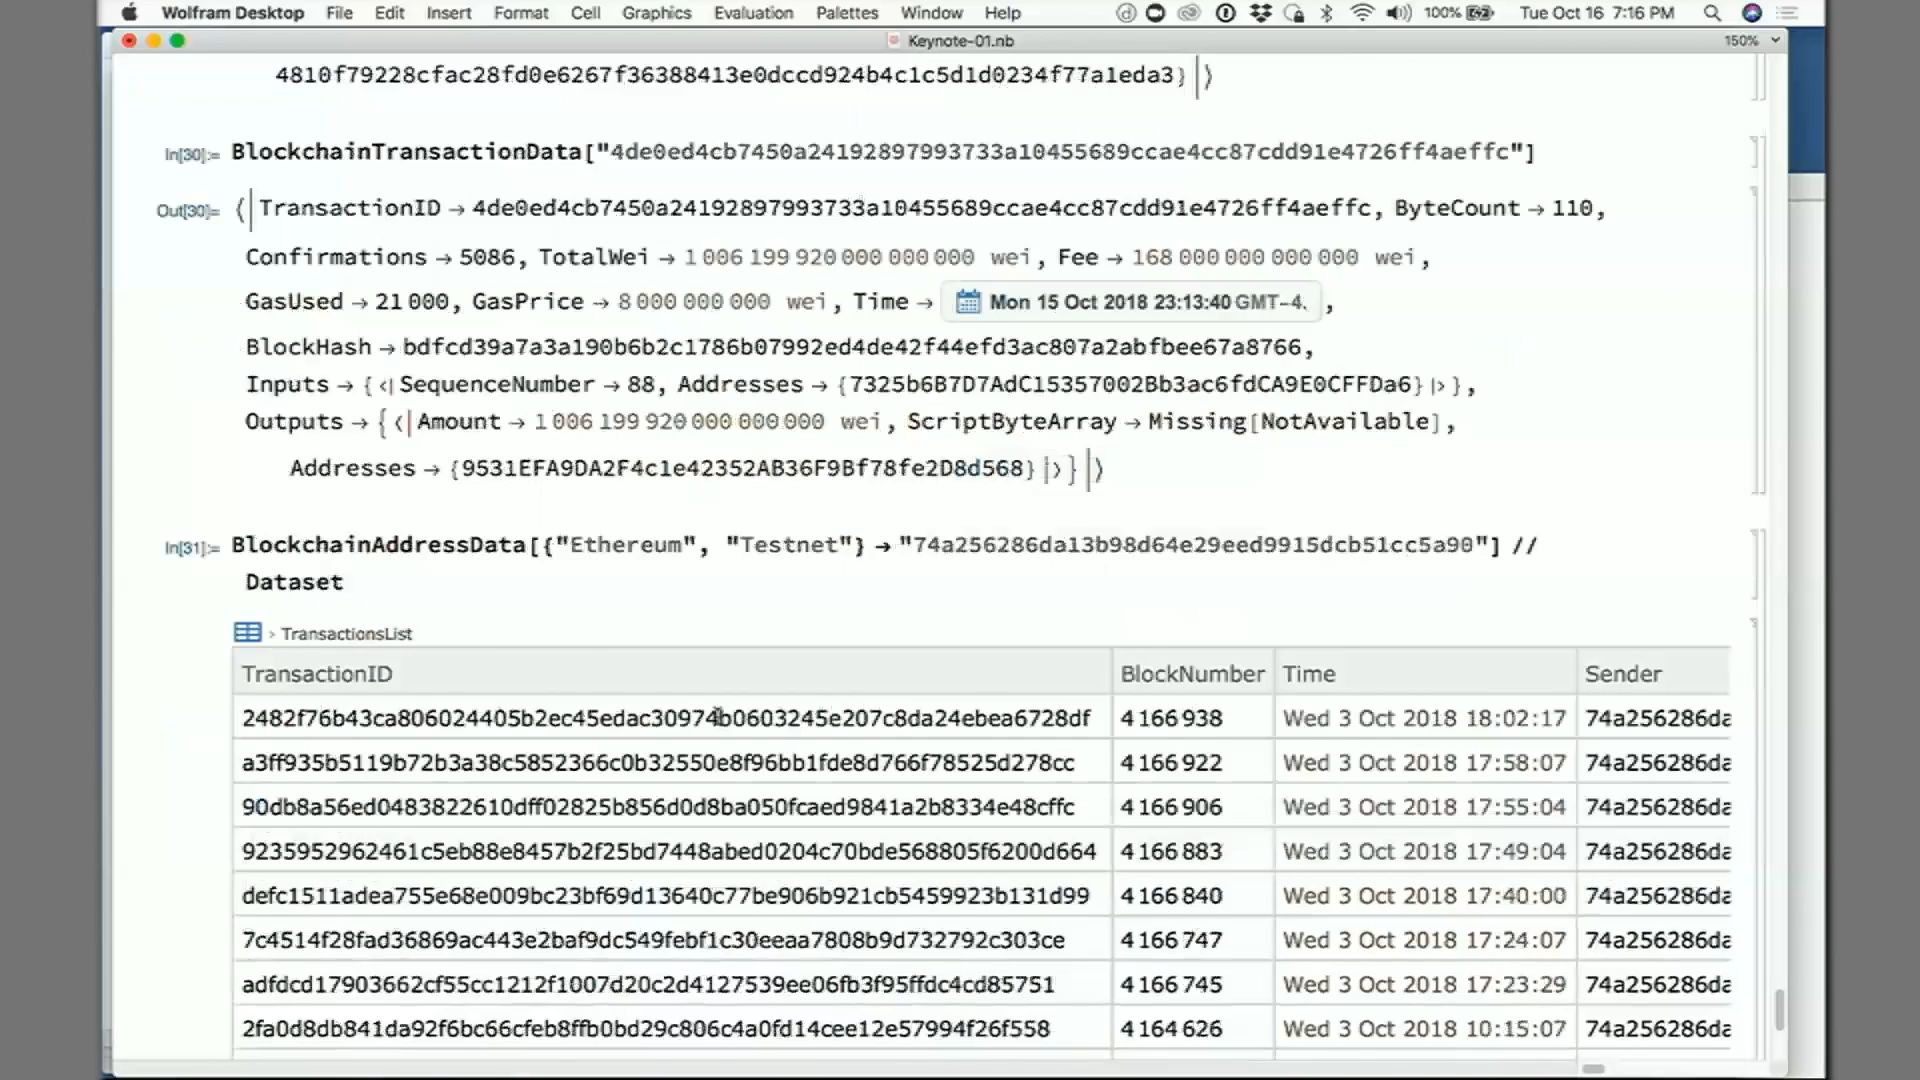 Wolfram Desktop File Edit Insert Format Cell Graphics Evaluation Palettes Window Help 100% Tue Oct 16 7:16 PM
Keynote-01.nb 150%
4810f79228cfac28fd0e6267f36388413e0dccd924b4c1c5d1d0234f77a1eda3}|⟩
In[30]:= BlockchainTransactionData["4de0ed4cb7450a24192897993733a10455689ccae4cc87cdd91e4726ff4aeffc"]
Out[30]= ⟨|TransactionID → 4de0ed4cb7450a24192897993733a10455689ccae4cc87cdd91e4726ff4aeffc, ByteCount → 110,
Confirmations → 5086, TotalWei → 1 006 199 920 000 000 000 wei, Fee → 168 000 000 000 000 wei,
GasUsed → 21 000, GasPrice → 8 000 000 000 wei, Time → Mon 15 Oct 2018 23:13:40 GMT-4.,
BlockHash → bdfcd39a7a3a190b6b2c1786b07992ed4de42f44efd3ac807a2abfbee67a8766,
Inputs → {<|SequenceNumber → 88, Addresses → {7325b6B7D7AdC15357002Bb3ac6fdCA9E0CFFDa6}|>},
Outputs → {⟨|Amount → 1 006 199 920 000 000 000 wei, ScriptByteArray → Missing[NotAvailable],
Addresses → {9531EFA9DA2F4c1e42352AB36F9Bf78fe2D8d568}|⟩}|⟩
In[31]:= BlockchainAddressData[{"Ethereum", "Testnet"} → "74a256286da13b98d64e29eed9915dcb51cc5a90"] //
Dataset
› TransactionsList
TransactionID BlockNumber Time Sender
2482f76b43ca806024405b2ec45edac30974b0603245e207c8da24ebea6728df 4 166 938 Wed 3 Oct 2018 18:02:17 74a256286da
a3ff935b5119b72b3a38c5852366c0b32550e8f96bb1fde8d766f78525d278cc 4 166 922 Wed 3 Oct 2018 17:58:07 74a256286da
90db8a56ed0483822610dff02825b856d0d8ba050fcaed9841a2b8334e48cffc 4 166 906 Wed 3 Oct 2018 17:55:04 74a256286da
9235952962461c5eb88e8457b2f25bd7448abed0204c70bde568805f6200d664 4 166 883 Wed 3 Oct 2018 17:49:04 74a256286da
defc1511adea755e68e009bc23bf69d13640c77be906b921cb5459923b131d99 4 166 840 Wed 3 Oct 2018 17:40:00 74a256286da
7c4514f28fad36869ac443e2baf9dc549febf1c30eeaa7808b9d732792c303ce 4 166 747 Wed 3 Oct 2018 17:24:07 74a256286da
adfdcd17903662cf55cc1212f1007d20c2d4127539ee06fb3f95ffdc4cd85751 4 166 745 Wed 3 Oct 2018 17:23:29 74a256286da
2fa0d8db841da92f6bc66cfeb8ffb0bd29c806c4a0fd14cee12e57994f26f558 4 164 626 Wed 3 Oct 2018 10:15:07 74a256286da